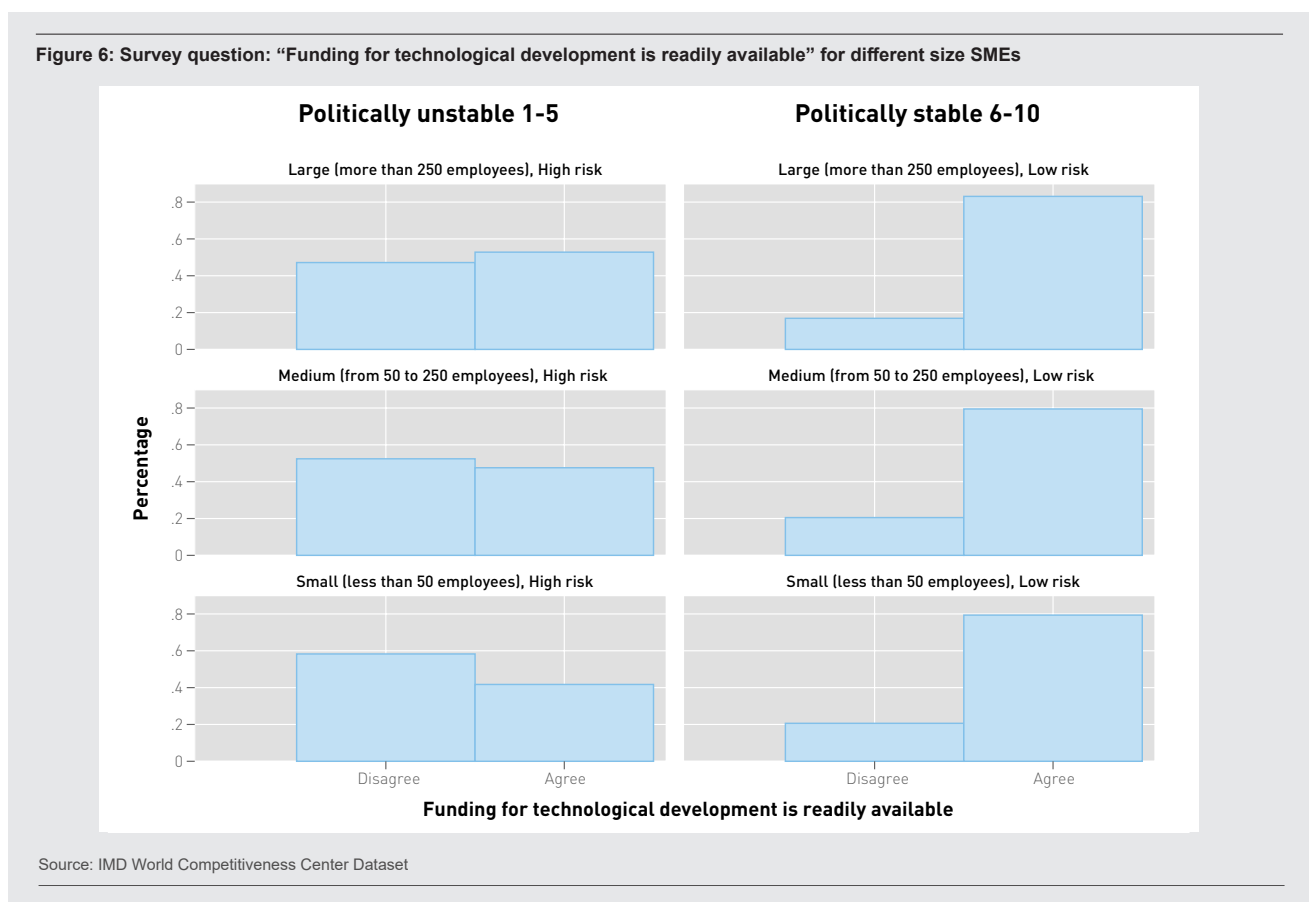 Figure 6: Survey question: “Funding for technological development is readily available” for different size SMEs
Politically unstable 1-5
Politically stable 6-10
Large (more than 250 employees), High risk
Large (more than 250 employees), Low risk
.8
.6
.4
.2
0
Medium (from 50 to 250 employees), High risk
Medium (from 50 to 250 employees), Low risk
.8
.6
.4
.2
0
Percentage
Small (less than 50 employees), High risk
Small (less than 50 employees), Low risk
.8
.6
.4
.2
0
Disagree
Agree
Disagree
Agree
Funding for technological development is readily available
Source: IMD World Competitiveness Center Dataset